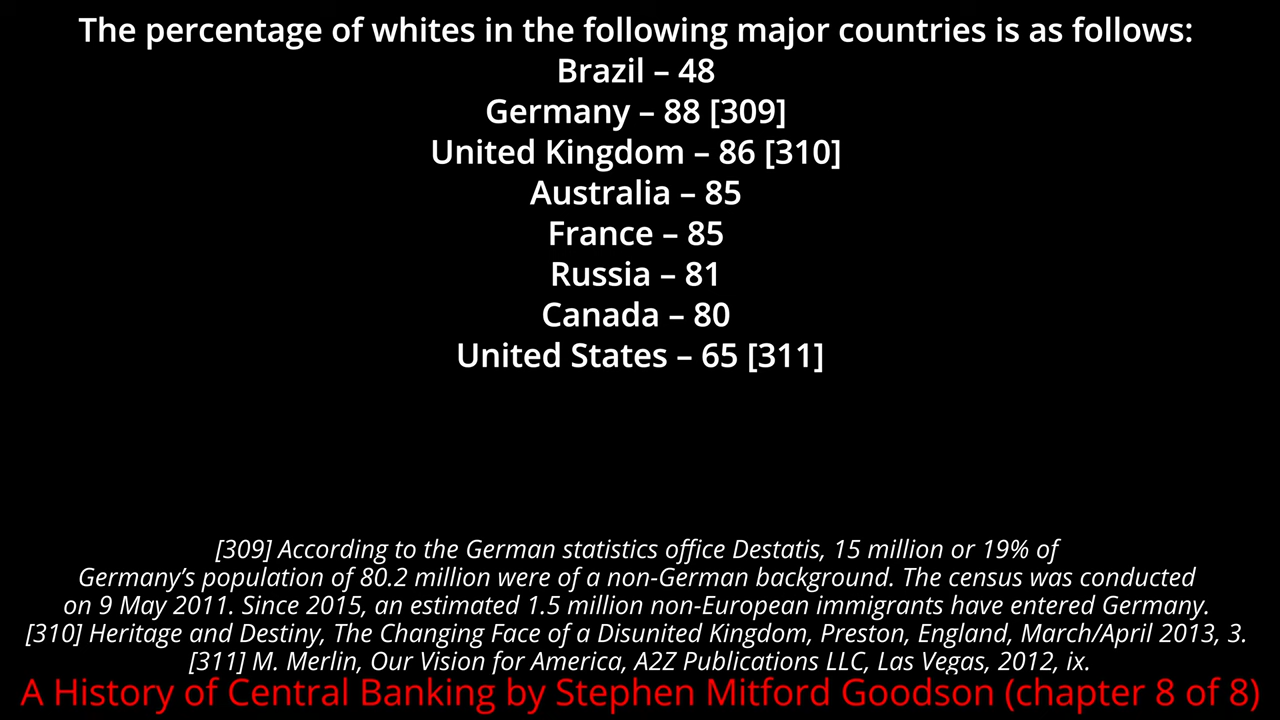 The percentage of whites in the following major countries is as follows:
Brazil – 48
Germany – 88 [309]
United Kingdom – 86 [310]
Australia – 85
France – 85
Russia – 81
Canada – 80
United States – 65 [311]
[309] According to the German statistics office Destatis, 15 million or 19% of
Germany’s population of 80.2 million were of a non-German background. The census was conducted
on 9 May 2011. Since 2015, an estimated 1.5 million non-European immigrants have entered Germany.
[310] Heritage and Destiny, The Changing Face of a Disunited Kingdom, Preston, England, March/April 2013, 3.
[311] M. Merlin, Our Vision for America, A2Z Publications LLC, Las Vegas, 2012, ix.
A History of Central Banking by Stephen Mitford Goodson (chapter 8 of 8)